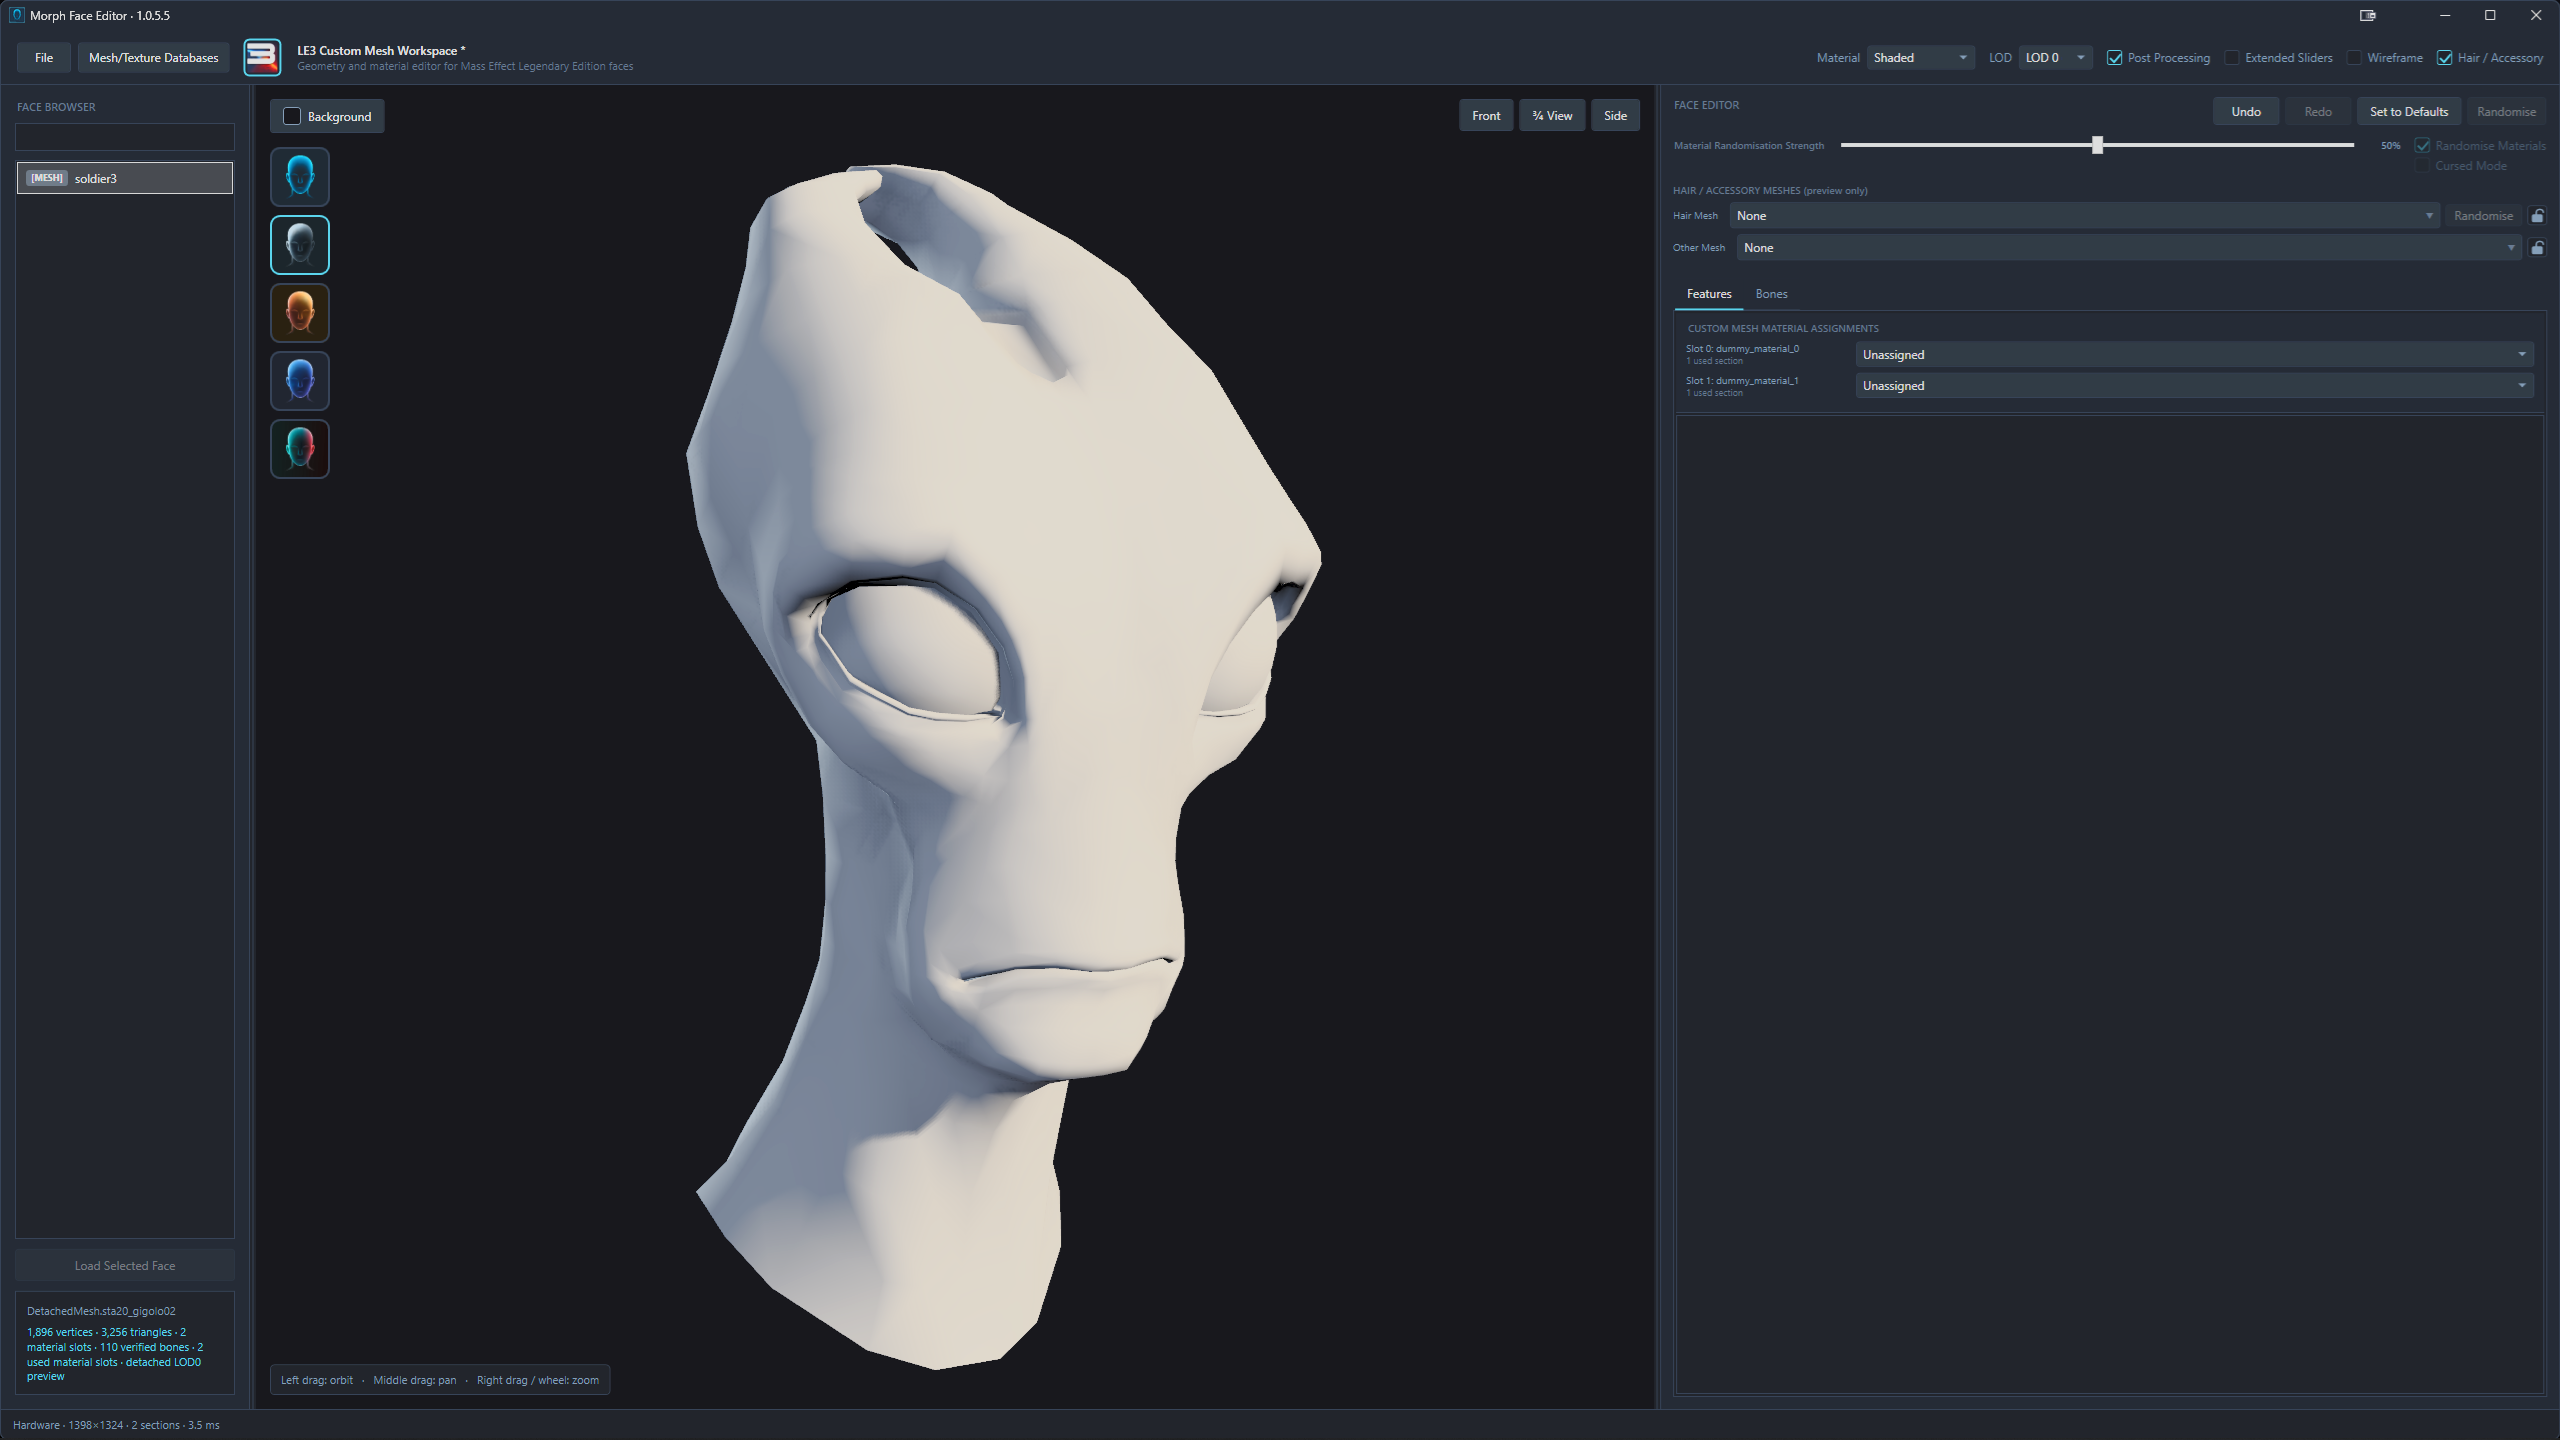 Morph Face Editor · 1.0.5.5
File
Mesh/Texture Databases
LE3 Custom Mesh Workspace *
Geometry and material editor for Mass Effect Legendary Edition faces
Material
Shaded
LOD
LOD 0
Post Processing
Extended Sliders
Wireframe
Hair / Accessory
FACE BROWSER
[MESH] soldier3
Load Selected Face
DetachedMesh.sta20_gigolo02
1,896 vertices · 3,256 triangles · 2
material slots · 110 verified bones · 2
used material slots · detached LOD0
preview
Background
Front
¾ View
Side
Left drag: orbit · Middle drag: pan · Right drag / wheel: zoom
FACE EDITOR
Undo
Redo
Set to Defaults
Randomise
Material Randomisation Strength
50%
Randomise Materials
Cursed Mode
HAIR / ACCESSORY MESHES (preview only)
Hair Mesh
None
Randomise
Other Mesh
None
Features
Bones
CUSTOM MESH MATERIAL ASSIGNMENTS
Slot 0: dummy_material_0
1 used section
Unassigned
Slot 1: dummy_material_1
1 used section
Unassigned
Hardware · 1398×1324 · 2 sections · 3.5 ms